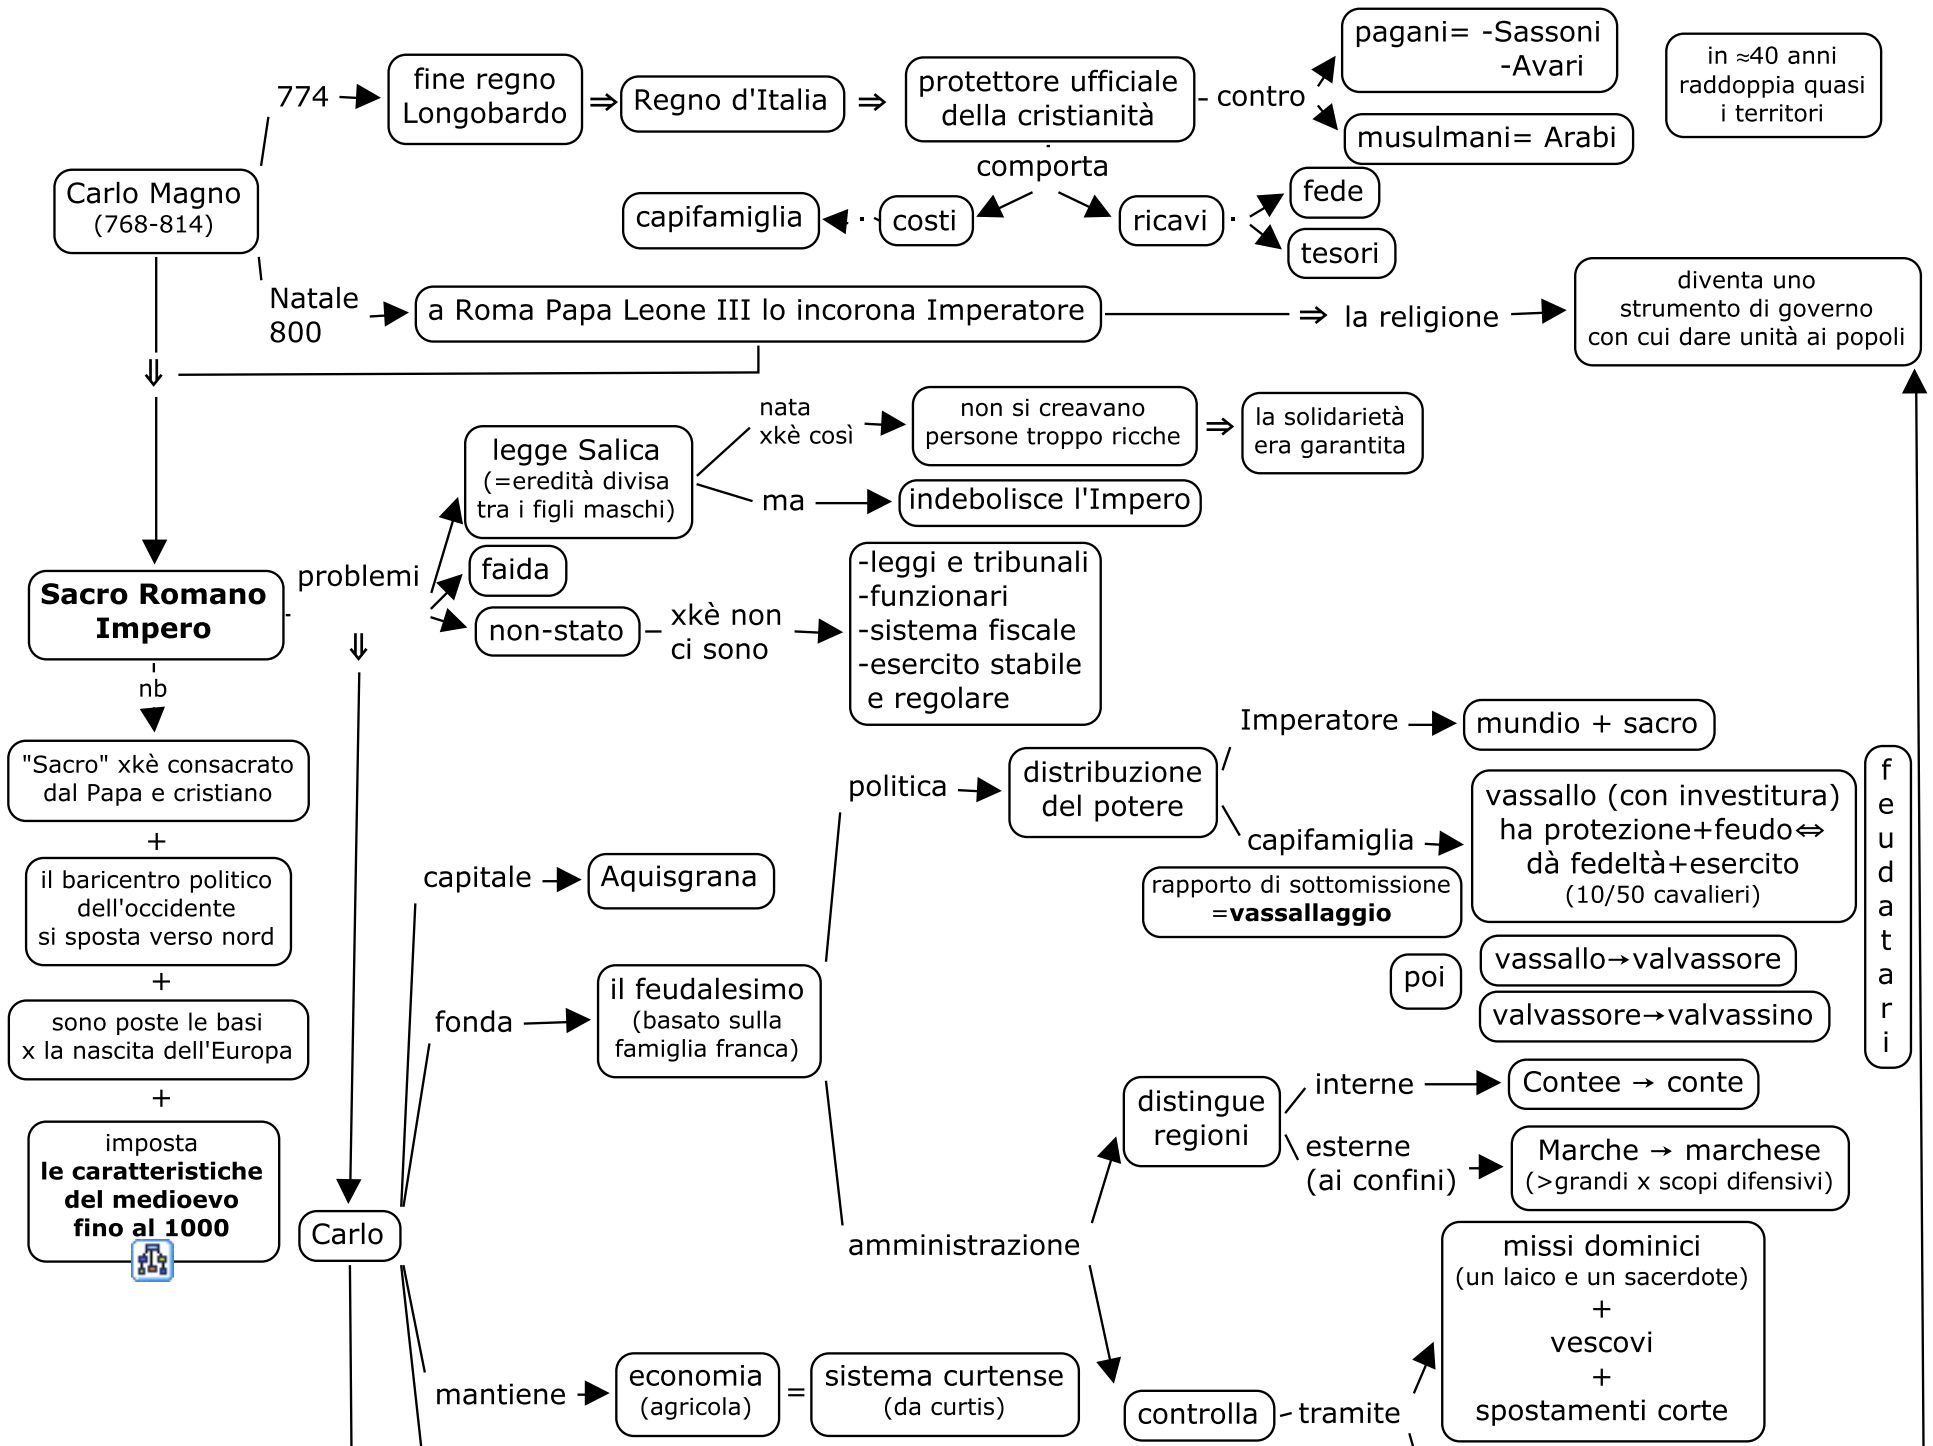 774
fine regno
Longobardo
⇒
Regno d'Italia
⇒
protettore ufficiale
della cristianità
contro
pagani= -Sassoni
-Avari
musulmani= Arabi
in ≈40 anni
raddoppia quasi
i territori
Carlo Magno
(768-814)
comporta
capifamiglia
costi
ricavi
fede
tesori
Natale
800
a Roma Papa Leone III lo incorona Imperatore
⇒
la religione
diventa uno
strumento di governo
con cui dare unità ai popoli
⇓
legge Salica
(=eredità divisa
tra i figli maschi)
nata
xkè così
non si creavano
persone troppo ricche
⇒
la solidarietà
era garantita
ma
indebolisce l'Impero
Sacro Romano
Impero
problemi
faida
non-stato
xkè non
ci sono
-leggi e tribunali
-funzionari
-sistema fiscale
-esercito stabile
e regolare
⇓
nb
"Sacro" xkè consacrato
dal Papa e cristiano
+
il baricentro politico
dell'occidente
si sposta verso nord
+
sono poste le basi
x la nascita dell'Europa
+
imposta
le caratteristiche
del medioevo
fino al 1000
Carlo
capitale
Aquisgrana
fonda
il feudalesimo
(basato sulla
famiglia franca)
politica
distribuzione
del potere
Imperatore
mundio + sacro
capifamiglia
vassallo (con investitura)
ha protezione+feudo⇔
dà fedeltà+esercito
(10/50 cavalieri)
rapporto di sottomissione
=vassallaggio
poi
vassallo→valvassore
valvassore→valvassino
f
e
u
d
a
t
a
r
i
amministrazione
distingue
regioni
interne
Contee → conte
esterne
(ai confini)
Marche → marchese
(>grandi x scopi difensivi)
controlla
tramite
missi dominici
(un laico e un sacerdote)
+
vescovi
+
spostamenti corte
mantiene
economia
(agricola)
=
sistema curtense
(da curtis)